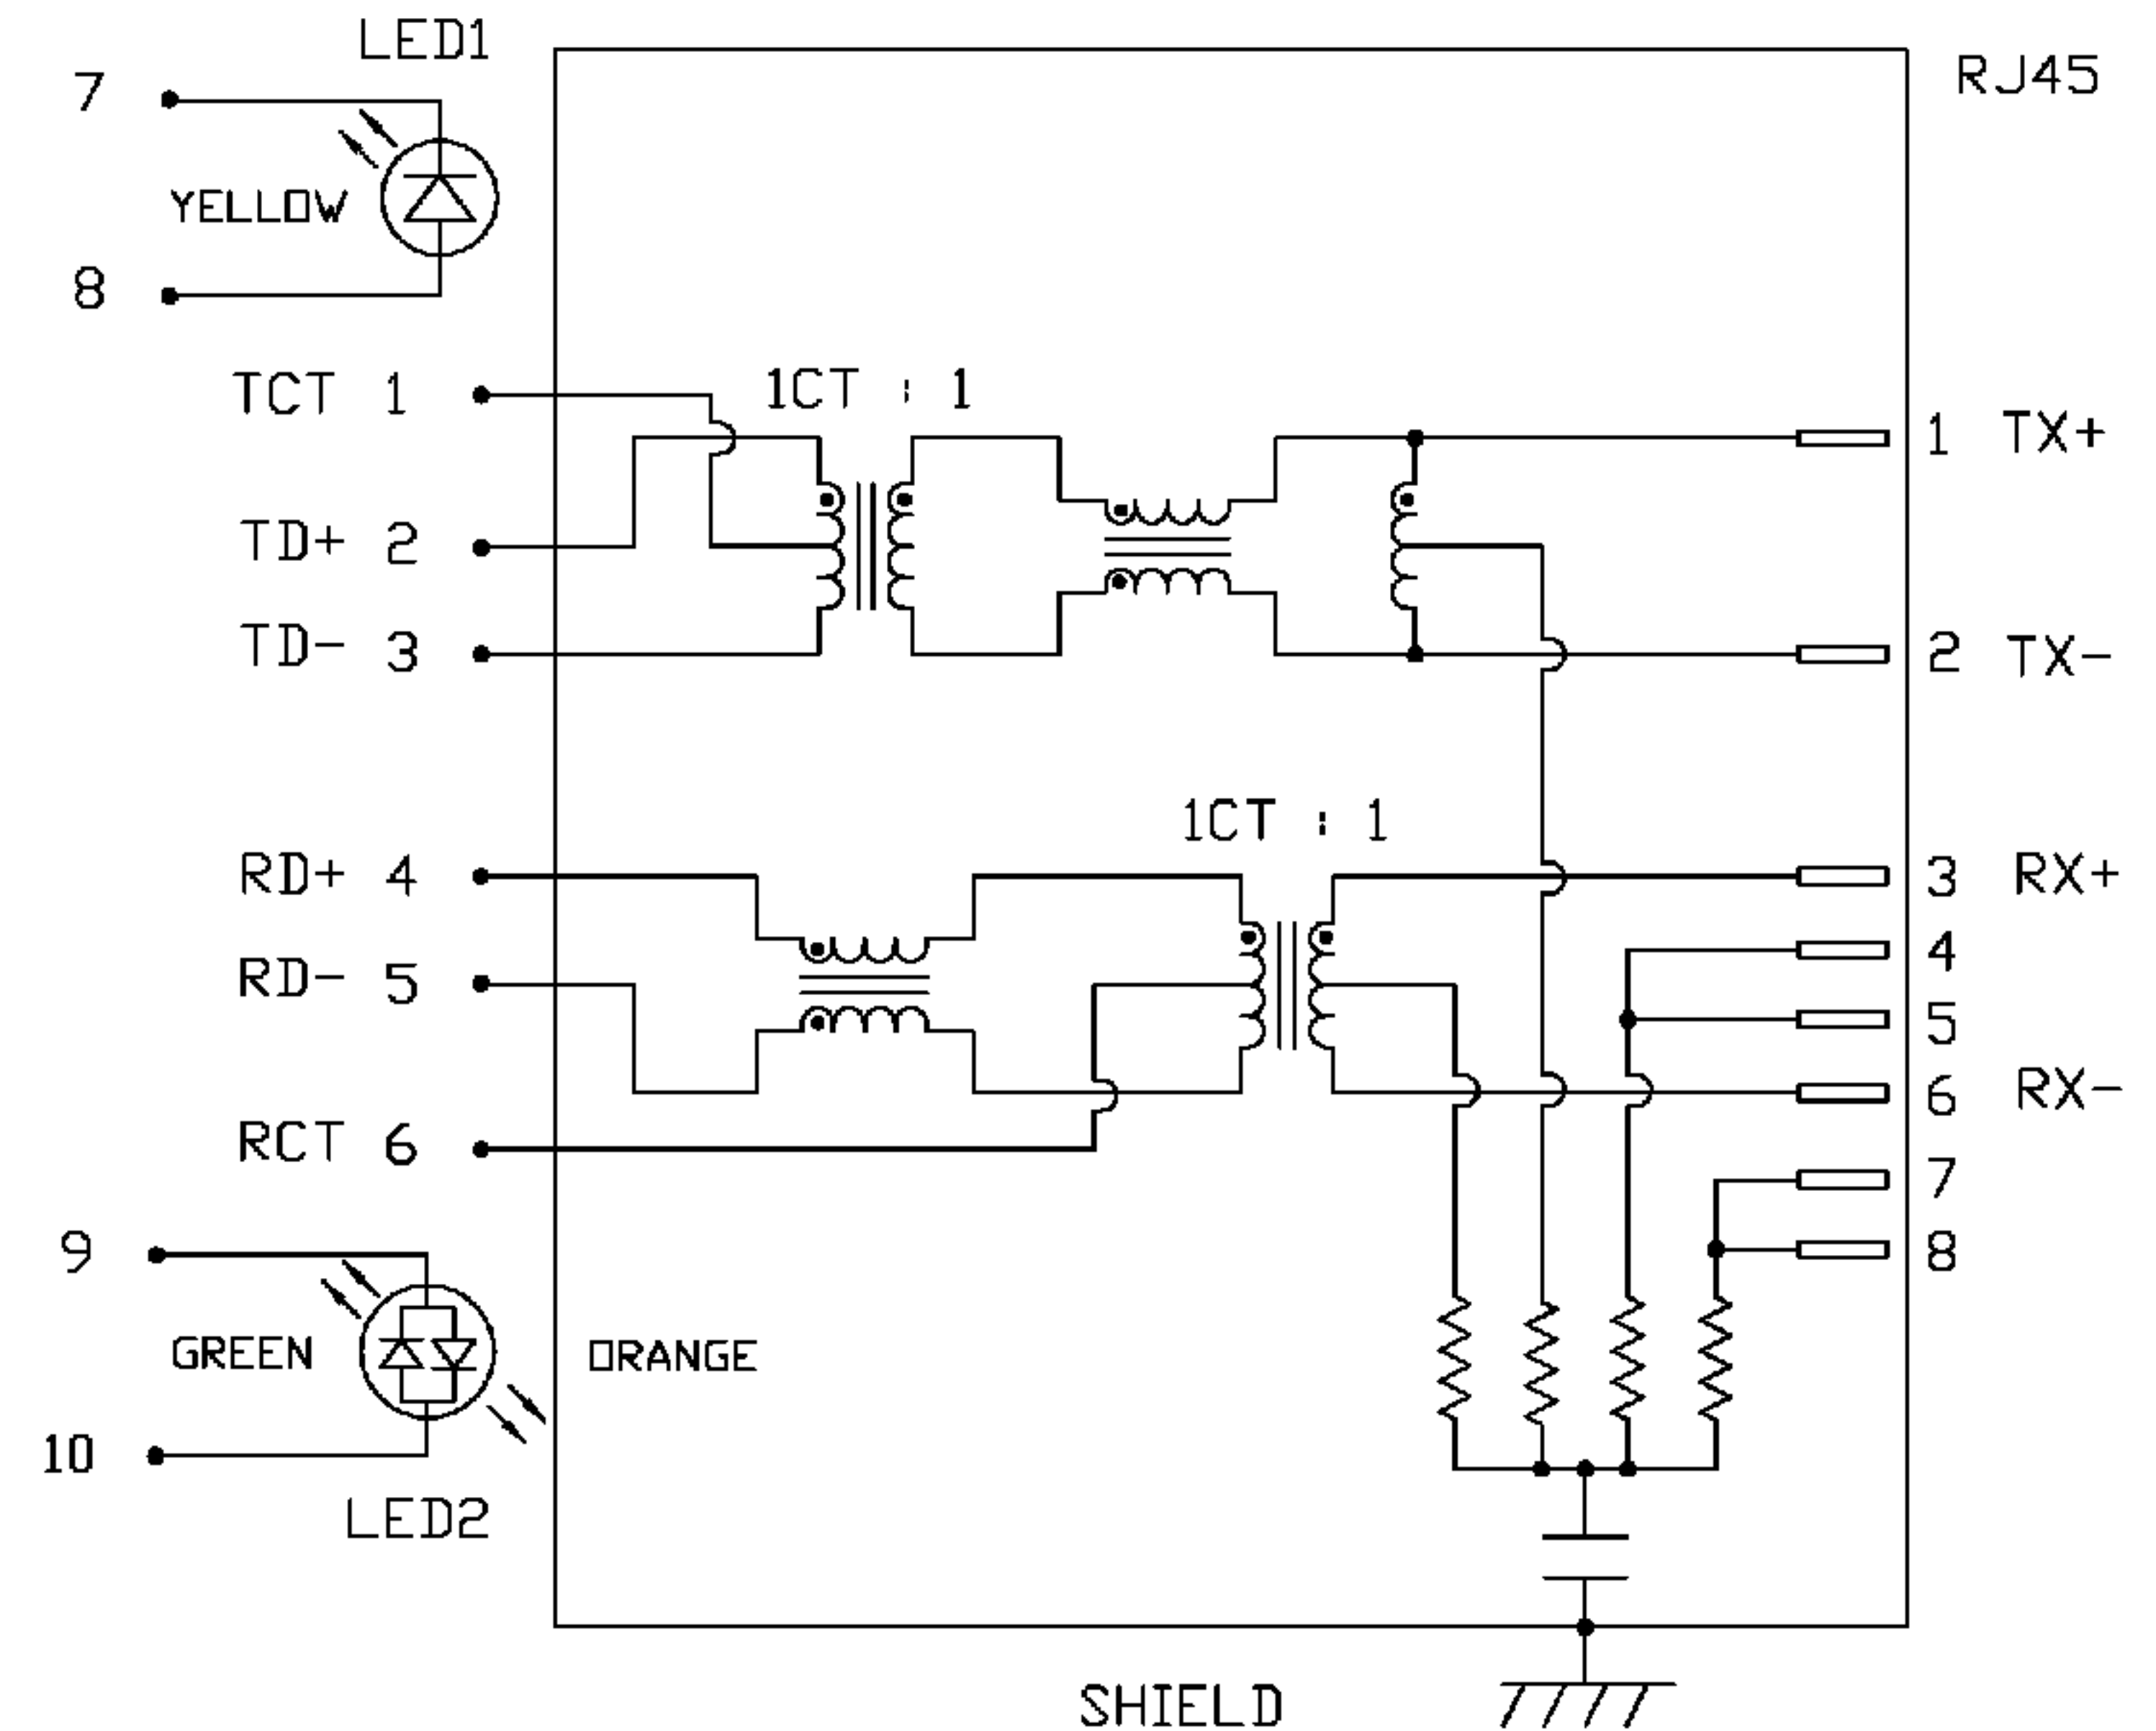 LED1
RJ45
7
YELLOW
8
TCT 1
1CT : 1
1 TX+
TD+ 2
TD- 3
2 TX-
1CT : 1
RD+ 4
3 RX+
4
RD- 5
5
6 RX-
RCT 6
7
8
9
GREEN
ORANGE
10
LED2
SHIELD